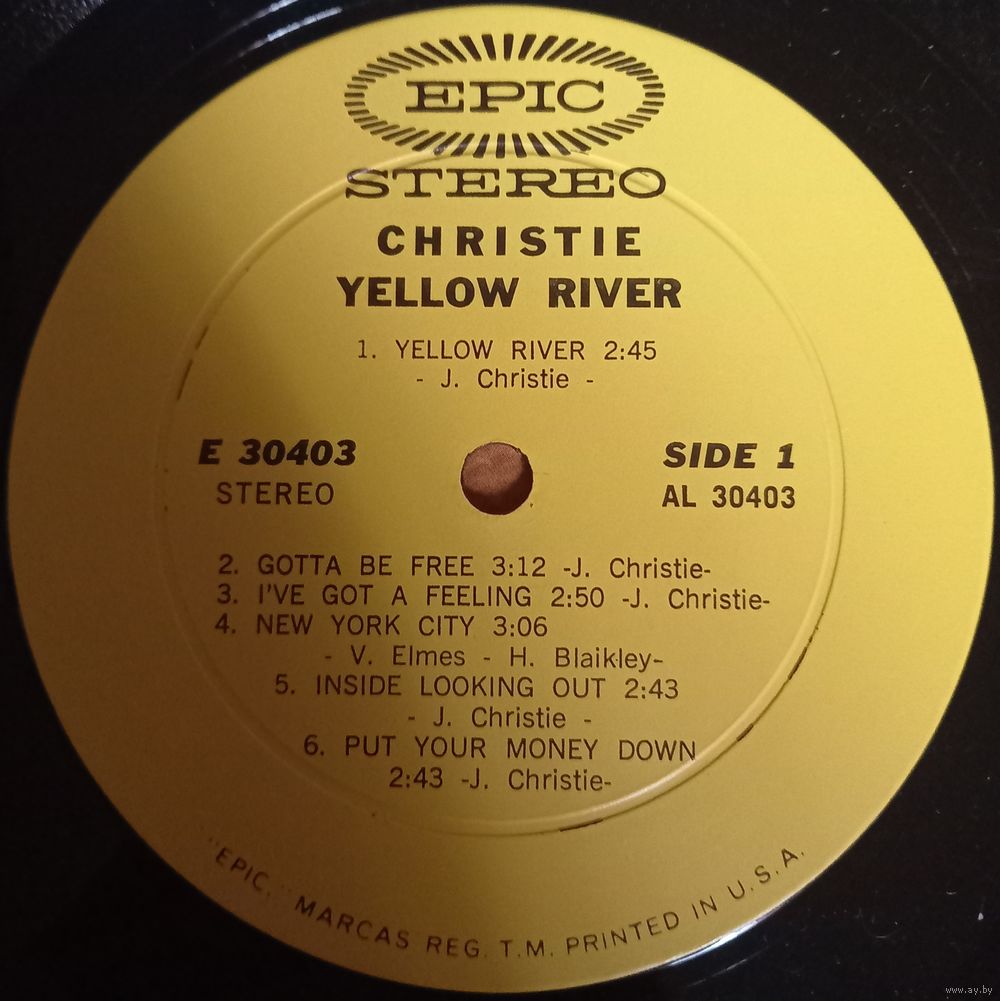 EPIC
STEREO
CHRISTIE
YELLOW RIVER
1. YELLOW RIVER 2:45
- J. Christie -
E 30403
STEREO
SIDE 1
AL 30403
2. GOTTA BE FREE 3:12 -J. Christie-
3. I'VE GOT A FEELING 2:50 -J. Christie-
4. NEW YORK CITY 3:06
- V. Elmes - H. Blaikley-
5. INSIDE LOOKING OUT 2:43
- J. Christie -
6. PUT YOUR MONEY DOWN
2:43 -J. Christie-
"EPIC," MARCAS REG. T.M. PRINTED IN U.S.A.
www.ay.by